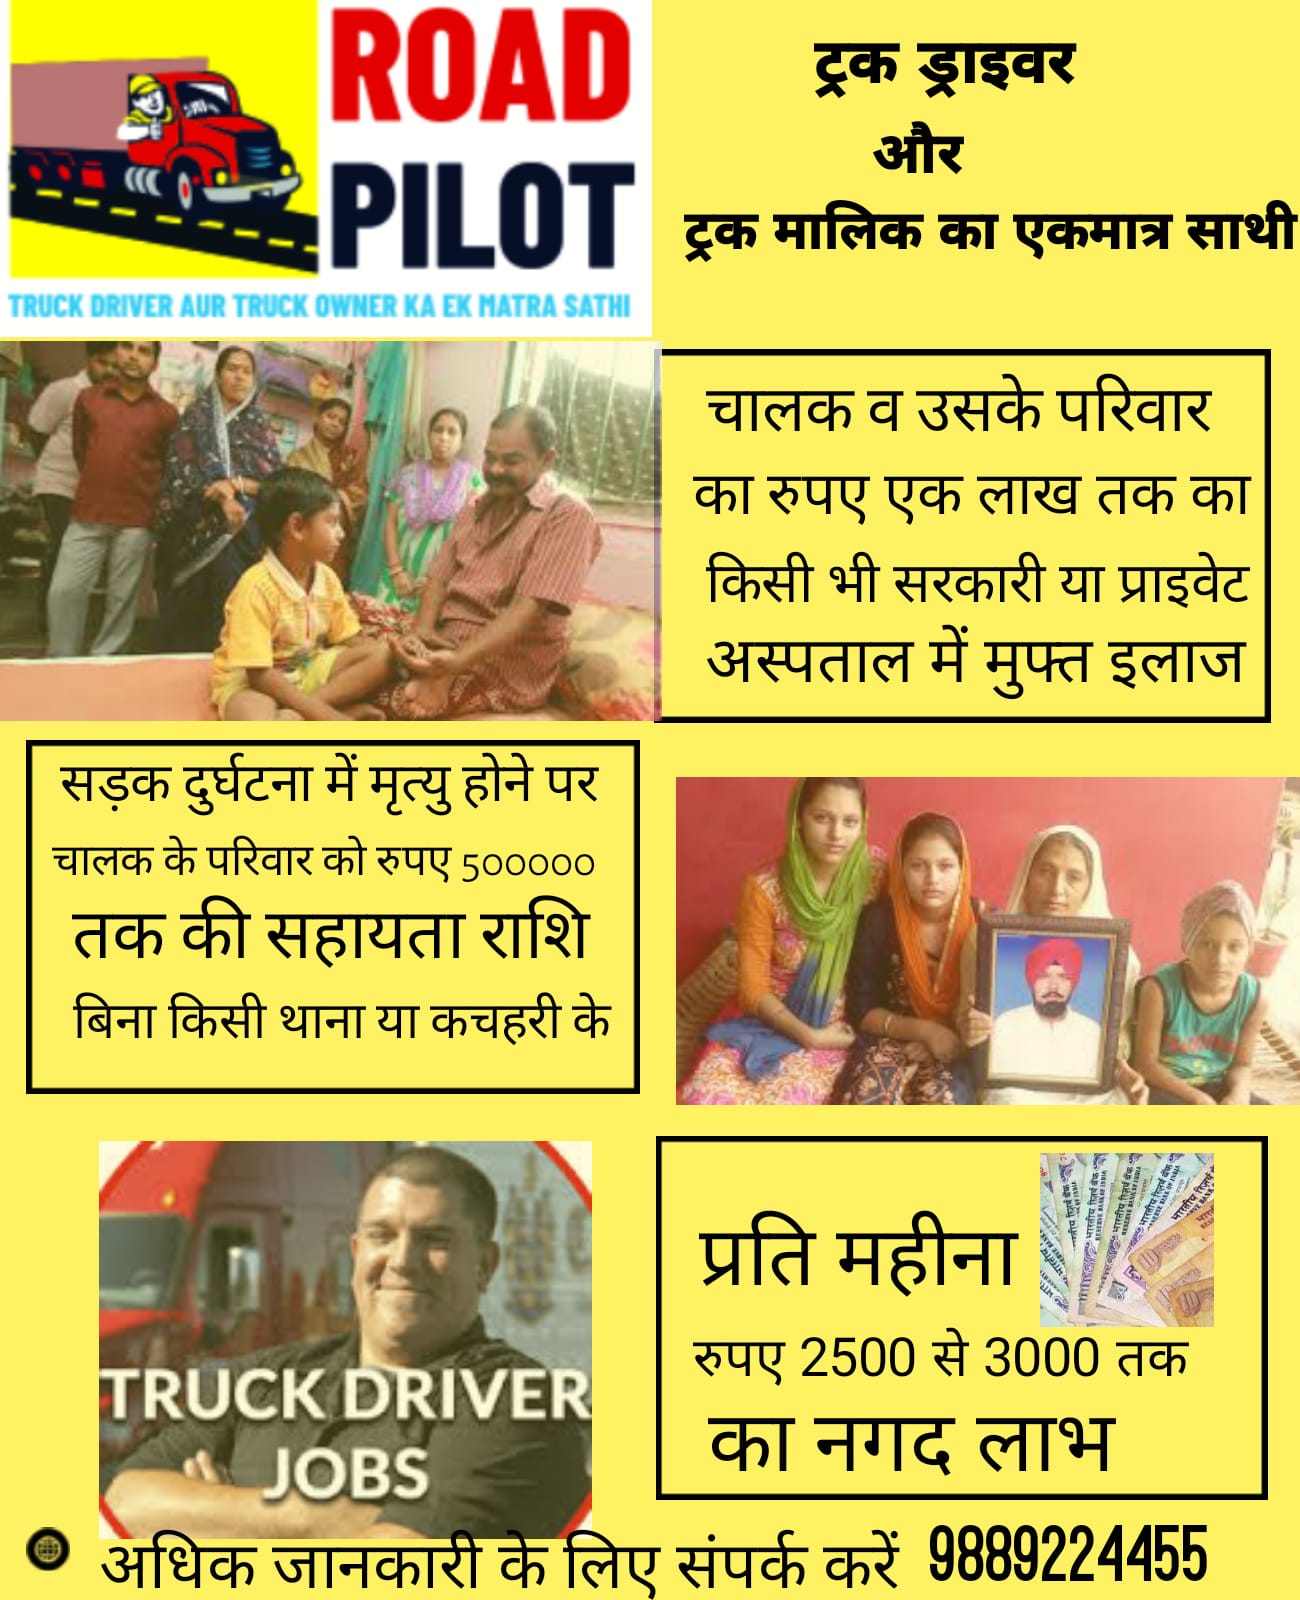 ROAD
PILOT
TRUCK DRIVER AUR TRUCK OWNER KA EK MATRA SATHI
ट्रक ड्राइवर
और
ट्रक मालिक का एकमात्र साथी
चालक व उसके परिवार
का रुपए एक लाख तक का
किसी भी सरकारी या प्राइवेट
अस्पताल में मुफ्त इलाज
सड़क दुर्घटना में मृत्यु होने पर
चालक के परिवार को रुपए 500000
तक की सहायता राशि
बिना किसी थाना या कचहरी के
TRUCK DRIVER
JOBS
प्रति महीना
रुपए 2500 से 3000 तक
का नगद लाभ
अधिक जानकारी के लिए संपर्क करें 9889224455